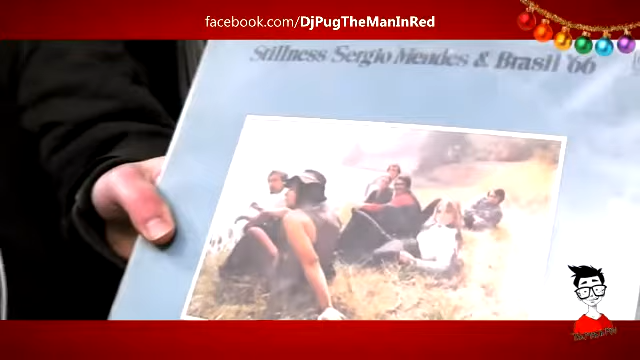 facebook.com/DjPugTheManInRed
Stillness Sergio Mendes & Brasil '66